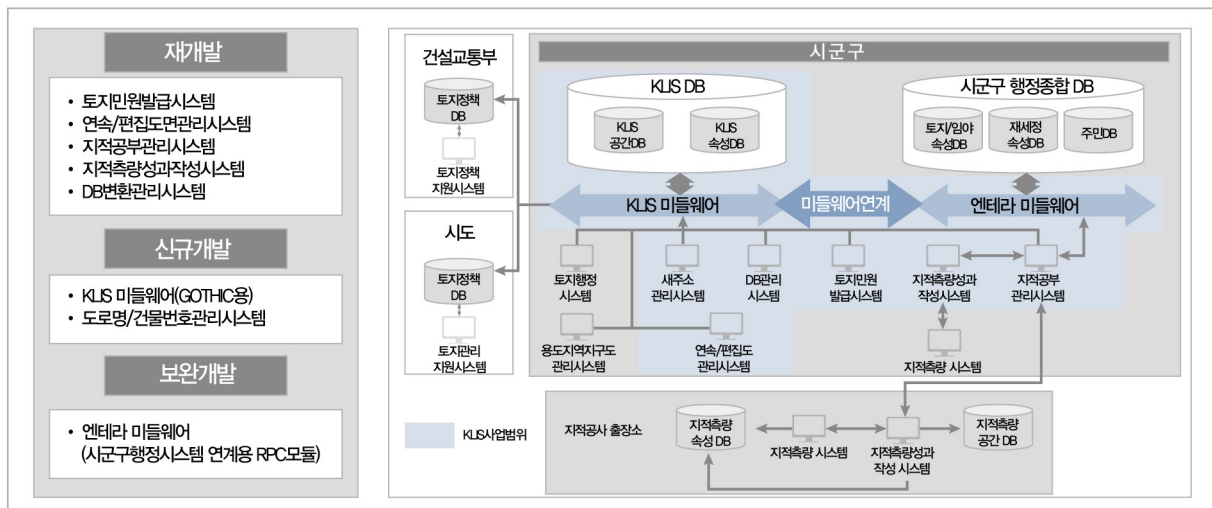 재개발
• 토지민원발급시스템
• 연속/편집도면관리시스템
• 지적공부관리시스템
• 지적측량성과작성시스템
• DB변환관리시스템
신규개발
• KLIS 미들웨어(GOTHIC용)
• 도로명/건물번호관리시스템
보완개발
• 엔테라 미들웨어
(시군구행정시스템 연계용 RPC모듈)
건설교통부
토지정책
DB
토지정책
지원시스템
시도
토지정책
DB
토지관리
지원시스템
KLIS사업범위
시군구
KLIS DB
KLIS
공간DB
KLIS
속성DB
시군구 행정종합 DB
토지/임야
속성DB
재세정
속성DB
주민DB
KLIS 미들웨어
미들웨어연계
엔테라 미들웨어
토지행정
시스템
새주소
관리시스템
DB관리
시스템
토지민원
발급시스템
지적측량성과
작성시스템
지적공부
관리시스템
용도지역지구도
관리시스템
연속/편집도
관리시스템
지적측량 시스템
지적공사 출장소
지적측량
속성 DB
지적측량 시스템
지적측량성과
작성 시스템
지적측량
공간 DB